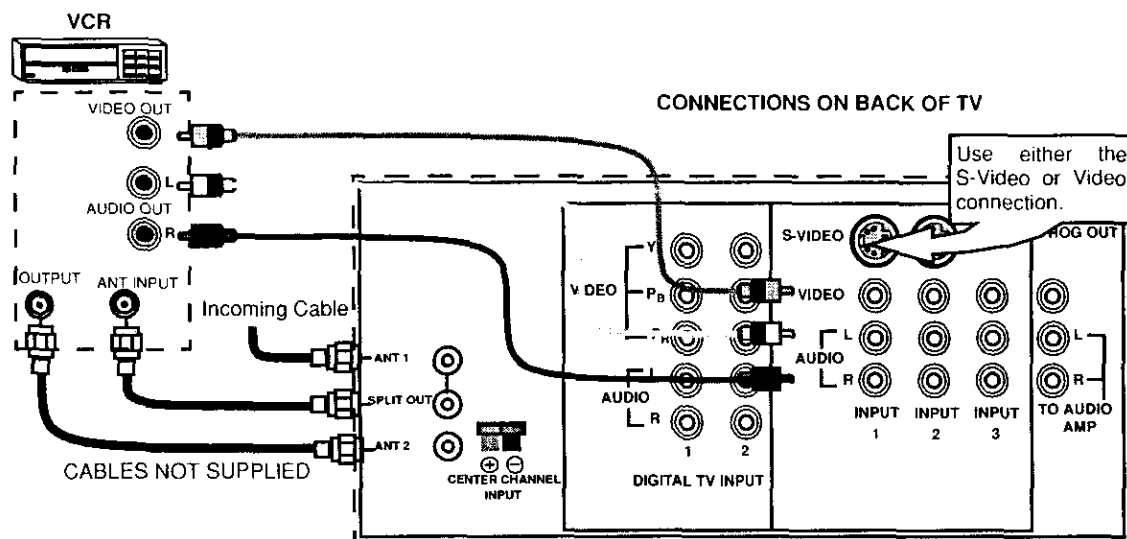 VCR
VIDEO OUT
L
AUDIO OUT
R
OUTPUT
ANT INPUT
Incoming Cable
CABLES NOT SUPPLIED
CONNECTIONS ON BACK OF TV
Use either the
S-Video or Video
connection.
ANT 1
SPLIT OUT
ANT 2
CENTER CHANNEL
INPUT
Y
PB
AUDIO
R
1 2
DIGITAL TV INPUT
S-VIDEO
VIDEO
AUDIO
L
R
INPUT INPUT INPUT
1 2 3
OUT
L
R
TO AUDIO
AMP